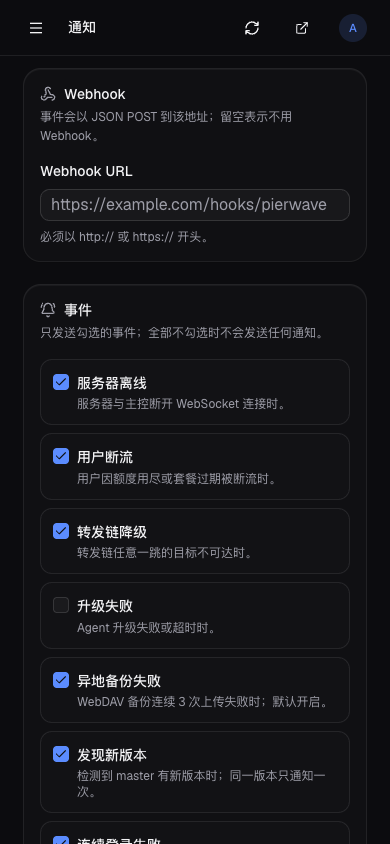 通知
A
Webhook
事件会以 JSON POST 到该地址；留空表示不用
Webhook。
Webhook URL
https://example.com/hooks/pierwave
必须以 http:// 或 https:// 开头。
事件
只发送勾选的事件；全部不勾选时不会发送任何通知。
服务器离线
服务器与主控断开 WebSocket 连接时。
用户断流
用户因额度用尽或套餐过期被断流时。
转发链降级
转发链任意一跳的目标不可达时。
升级失败
Agent 升级失败或超时时。
异地备份失败
WebDAV 备份连续 3 次上传失败时；默认开启。
发现新版本
检测到 master 有新版本时；同一版本只通知一
次。
连续登录失败